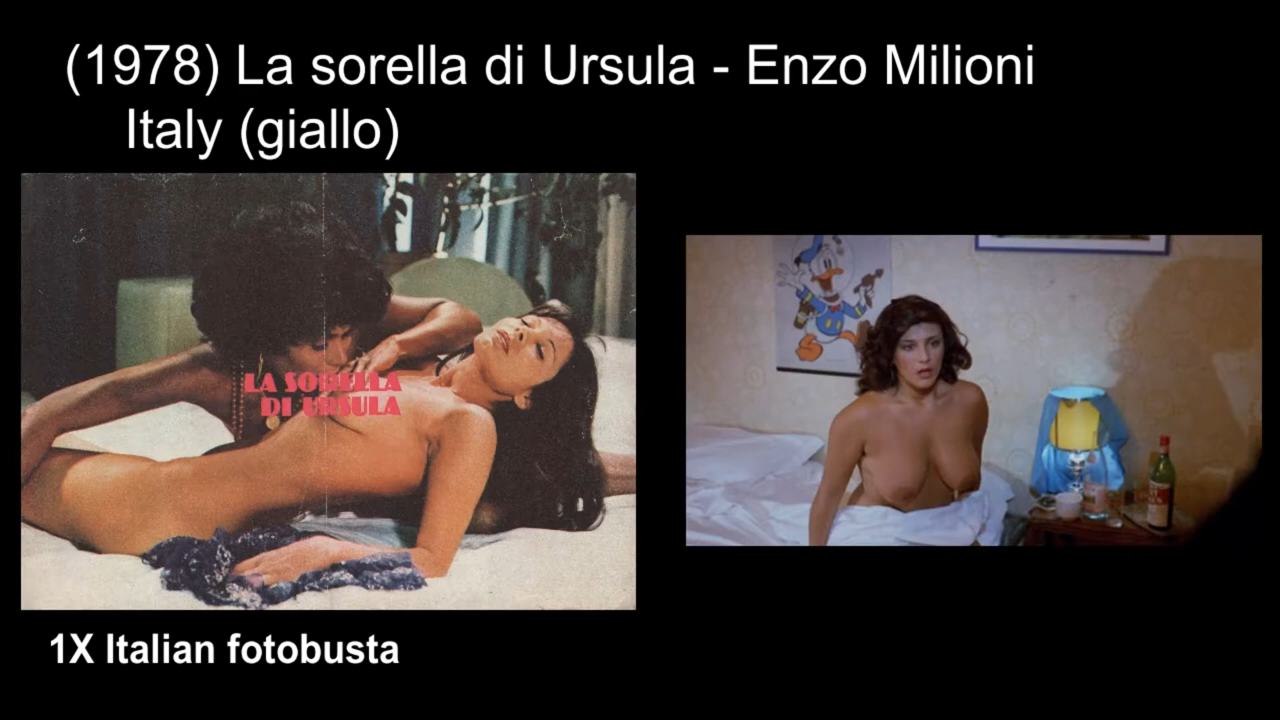 (1978) La sorella di Ursula - Enzo Milioni
Italy (giallo)
LA SORELLA
DI URSULA
1X Italian fotobusta